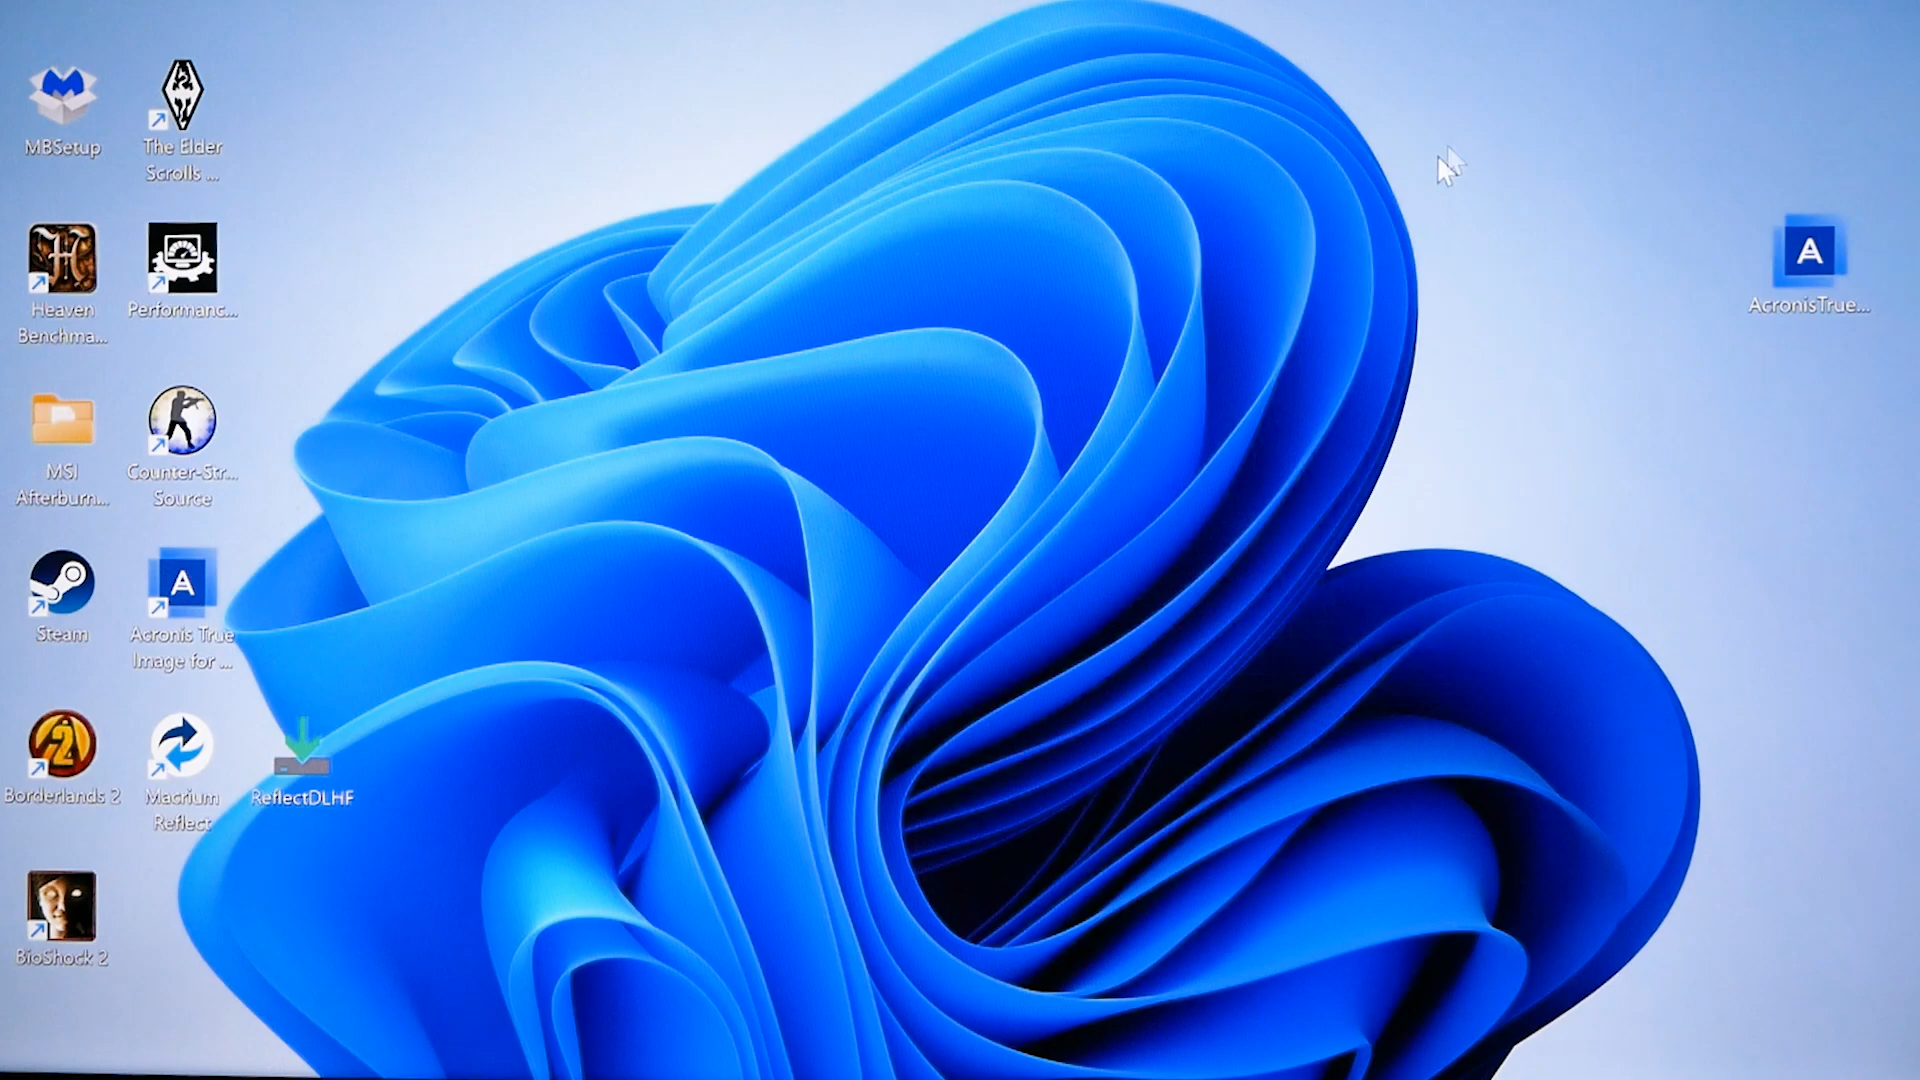 MBSetup
The Elder
Scrolls ...
Heaven
Benchma...
Performanc...
AcronisTrue...
MSI
Afterburn...
Counter-Str...
Source
Steam
Acronis True
Image for ...
Borderlands 2
Macrium
Reflect
ReflectDLHF
BioShock 2